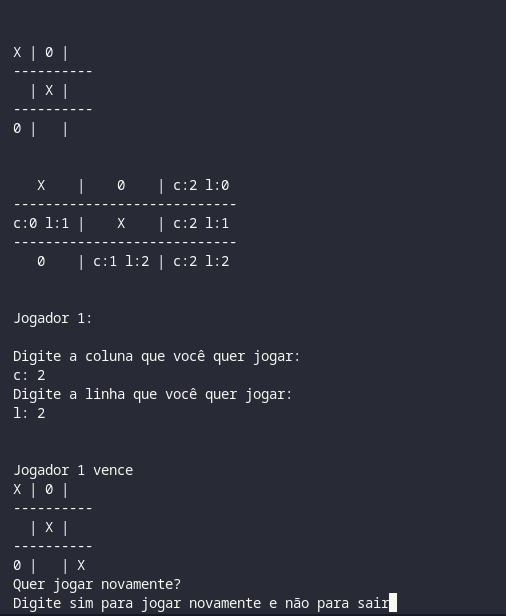 X | 0 |
----------
  | X |
----------
0 |   |
   X    |    0    | c:2 l:0
----------------------------
c:0 l:1 |    X    | c:2 l:1
----------------------------
   0    | c:1 l:2 | c:2 l:2
Jogador 1:
Digite a coluna que você quer jogar:
c: 2
Digite a linha que você quer jogar:
l: 2
Jogador 1 vence
X | 0 |
----------
  | X |
----------
0 |   | X
Quer jogar novamente?
Digite sim para jogar novamente e não para sair